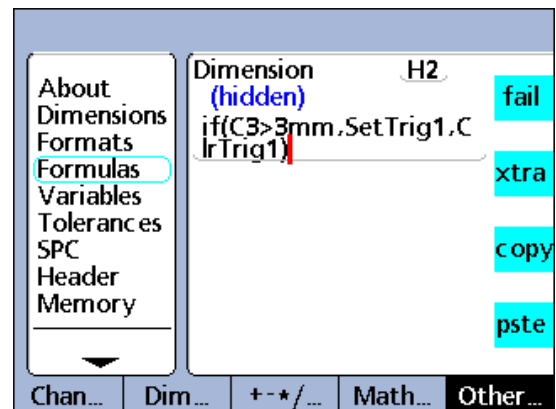 About
Dimensions
Formats
Formulas
Variables
Tolerances
SPC
Header
Memory
Dimension H2
(hidden)
if(C3>3mm,SetTrig1,C
lrTrig1)
fail
xtra
copy
pste
Chan... Dim... +-*/... Math... Other...